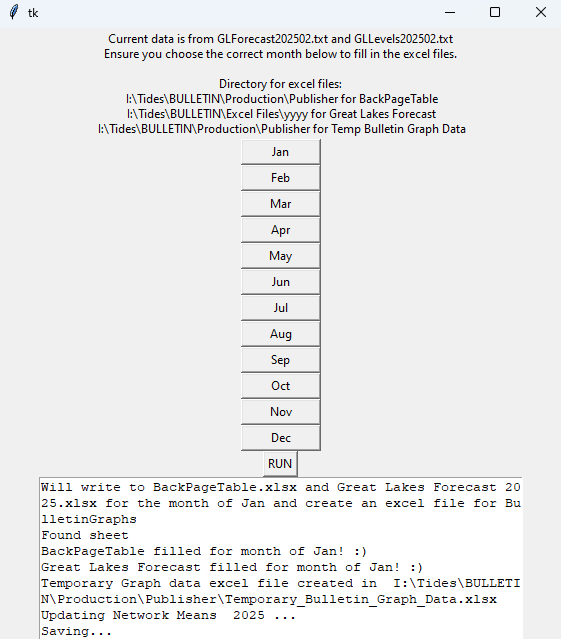 tk
Current data is from GLForecast202502.txt and GLLevels202502.txt
Ensure you choose the correct month below to fill in the excel files.
Directory for excel files:
I:\Tides\BULLETIN\Production\Publisher for BackPageTable
I:\Tides\BULLETIN\Excel Files\yyyy for Great Lakes Forecast
I:\Tides\BULLETIN\Production\Publisher for Temp Bulletin Graph Data
Jan
Feb
Mar
Apr
May
Jun
Jul
Aug
Sep
Oct
Nov
Dec
RUN
Will write to BackPageTable.xlsx and Great Lakes Forecast 20
25.xlsx for the month of Jan and create an excel file for Bu
lletinGraphs
Found sheet
BackPageTable filled for month of Jan! :)
Great Lakes Forecast filled for month of Jan! :)
Temporary Graph data excel file created in  I:\Tides\BULLETI
N\Production\Publisher\Temporary_Bulletin_Graph_Data.xlsx
Updating Network Means  2025 ...
Saving...